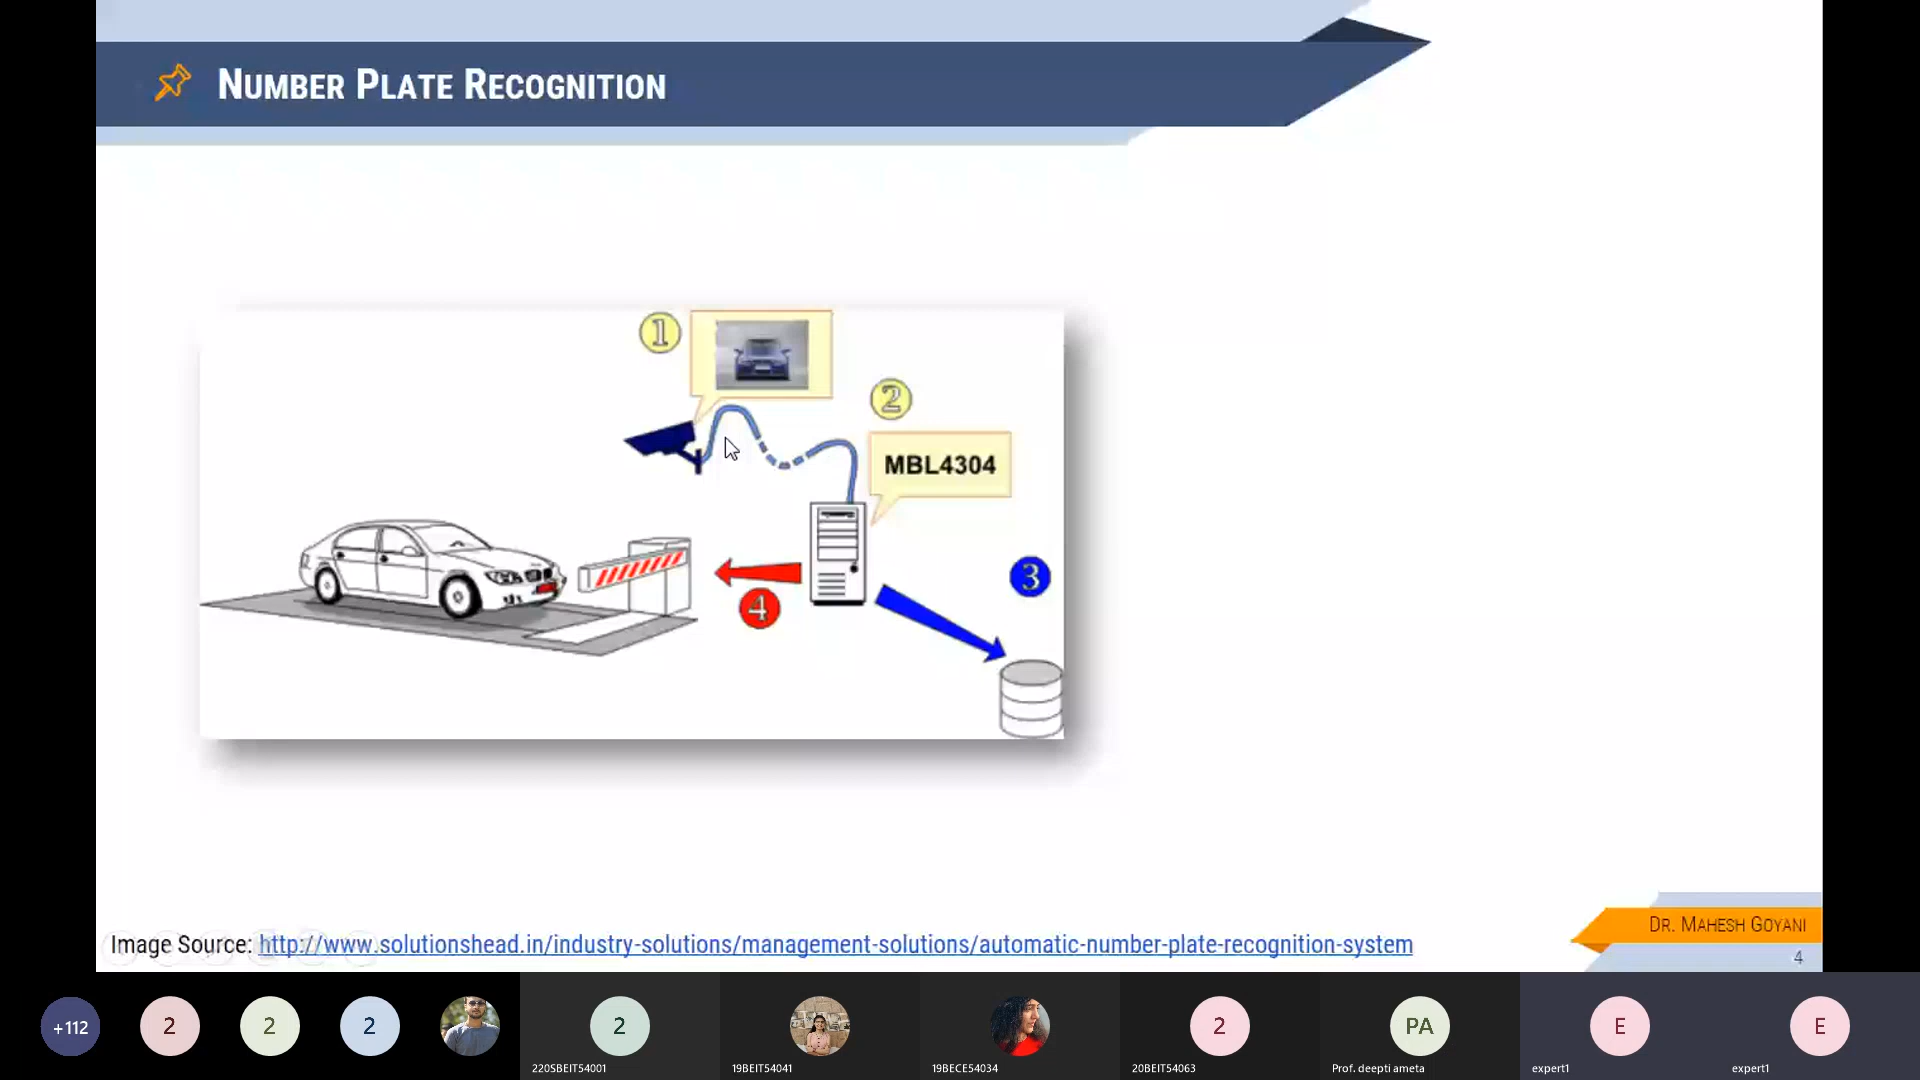 NUMBER PLATE RECOGNITION
1
2
MBL4304
3
4
Image Source: http://www.solutionshead.in/industry-solutions/management-solutions/automatic-number-plate-recognition-system
DR. MAHESH GOYANI
4
+112
2
2
2
2
2
PA
E
E
220SBEIT54001
19BEIT54041
19BECE54034
20BEIT54063
Prof. deepti ameta
expert1
expert1